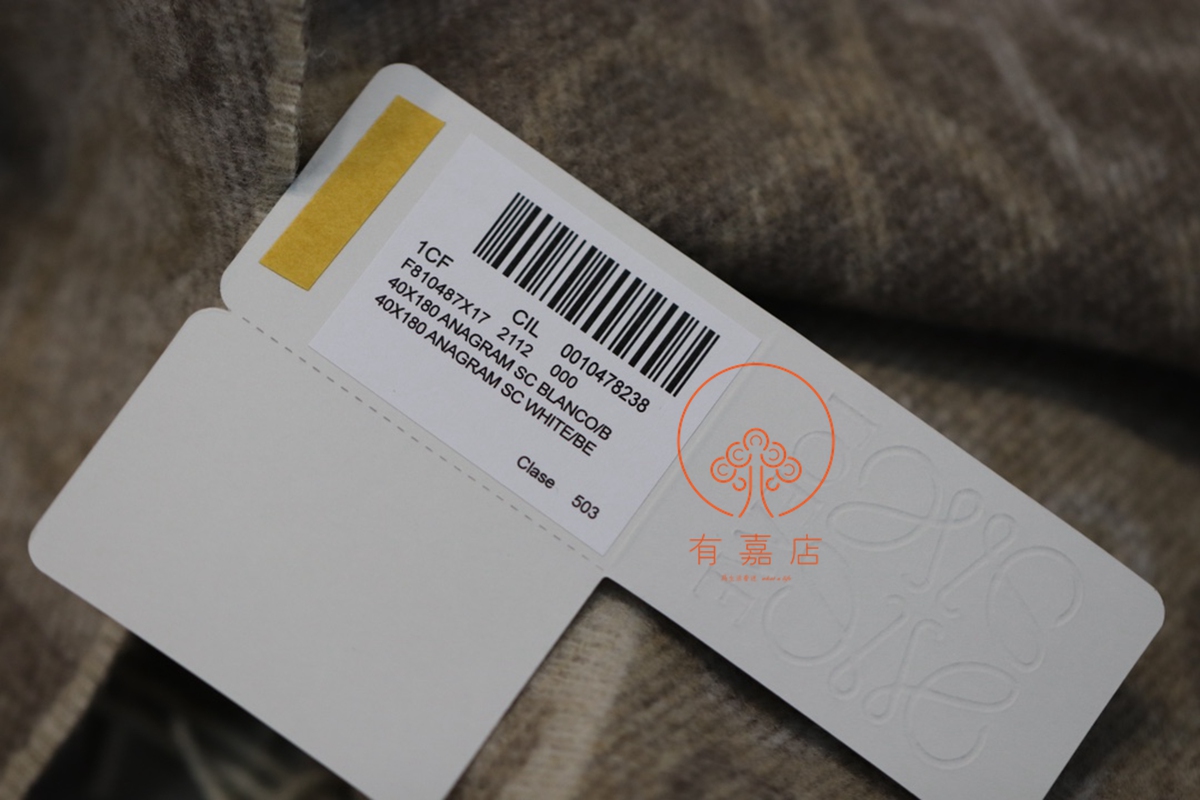 1CF CIL 0010478238
F810487X17 2112 000
40X180 ANAGRAM SC BLANCO/B
40X180 ANAGRAM SC WHITE/BE
Clase 503
有嘉店